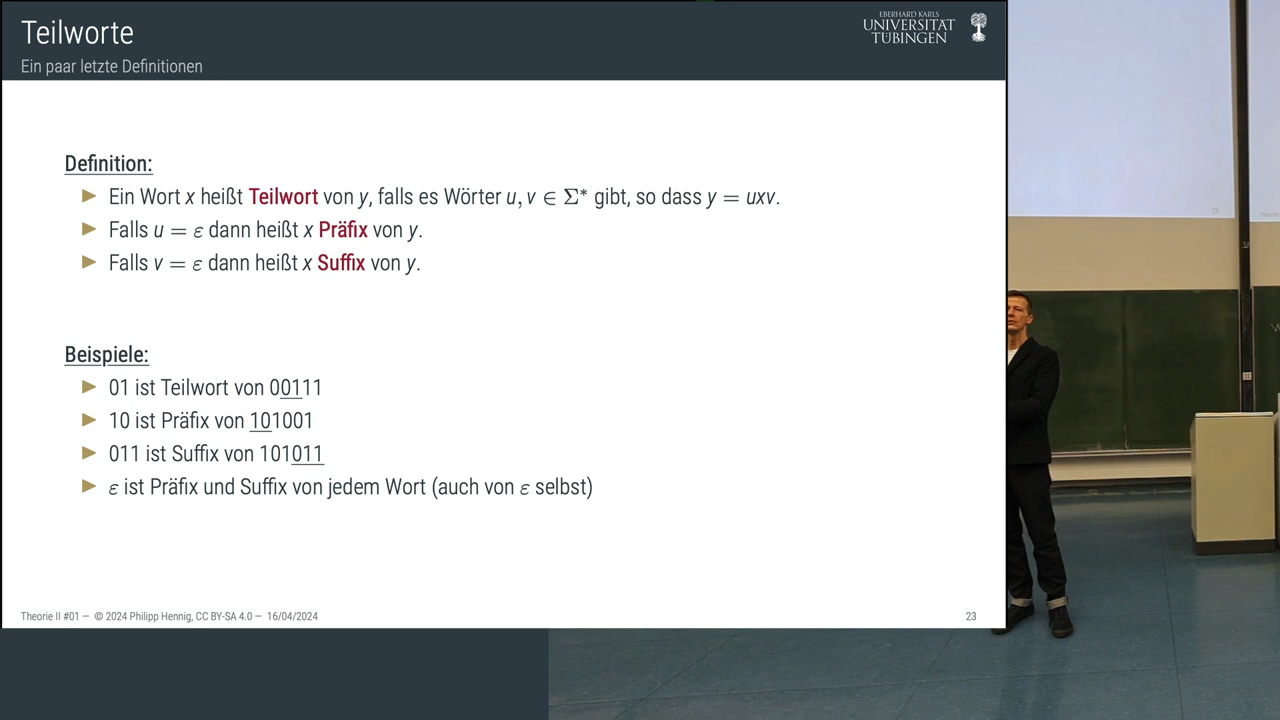 Teilworte
Ein paar letzte Definitionen
EBERHARD KARLS
UNIVERSITÄT
TÜBINGEN
Definition:
Ein Wort x heißt Teilwort von y, falls es Wörter u, v ∈ Σ* gibt, so dass y = uxv.
Falls u = ε dann heißt x Präfix von y.
Falls v = ε dann heißt x Suffix von y.
Beispiele:
01 ist Teilwort von 00111
10 ist Präfix von 101001
011 ist Suffix von 101011
ε ist Präfix und Suffix von jedem Wort (auch von ε selbst)
Theorie II #01 — © 2024 Philipp Hennig, CC BY-SA 4.0 — 16/04/2024
23